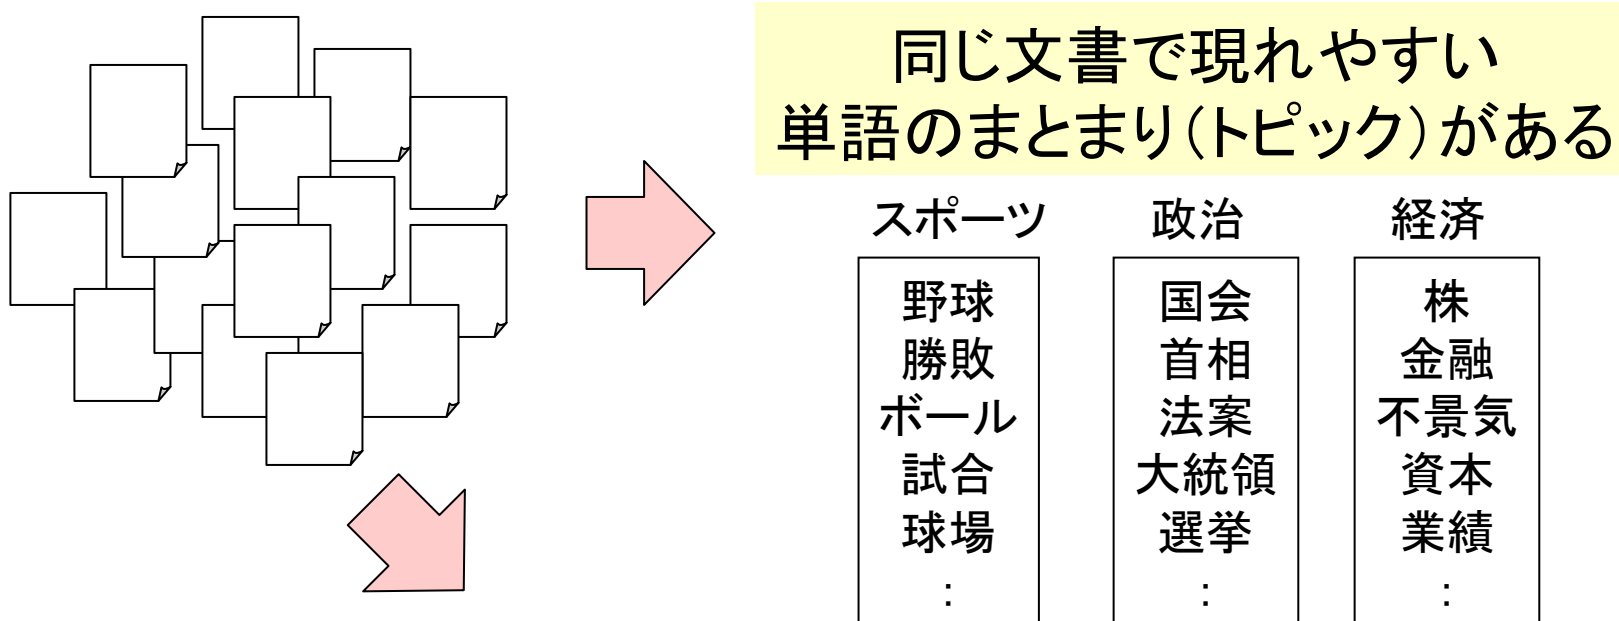 同じ文書で現れやすい
単語のまとまり(トピック)がある
スポーツ 政治 経済
野球 国会 株
勝敗 首相 金融
ボール 法案 不景気
試合 大統領 資本
球場 選挙 業績
: : :